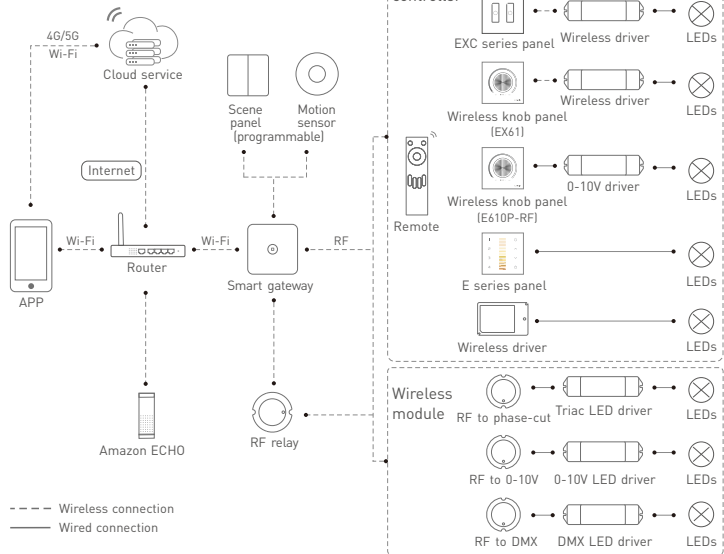 4G/5G
Wi-Fi
Cloud service
Scene
panel
Motion
sensor
(programmable)
Internet
Wi-Fi
Wi-Fi
RF
APP
Router
Smart gateway
Amazon ECHO
RF relay
Remote
EXC series panel
Wireless driver
LEDs
Wireless knob panel
(EX61)
Wireless driver
LEDs
Wireless knob panel
(E610P-RF)
0-10V driver
LEDs
E series panel
LEDs
Wireless driver
LEDs
Wireless
module
RF to phase-cut
Triac LED driver
LEDs
RF to 0-10V
0-10V LED driver
LEDs
RF to DMX
DMX LED driver
LEDs
Wireless connection
Wired connection